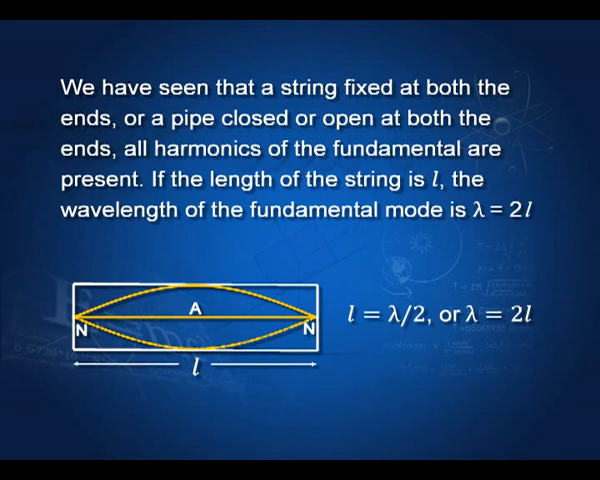 We have seen that a string fixed at both the
ends, or a pipe closed or open at both the
ends, all harmonics of the fundamental are
present. If the length of the string is l, the
wavelength of the fundamental mode is λ = 2l
A
N N
l = λ/2, or λ = 2l
l